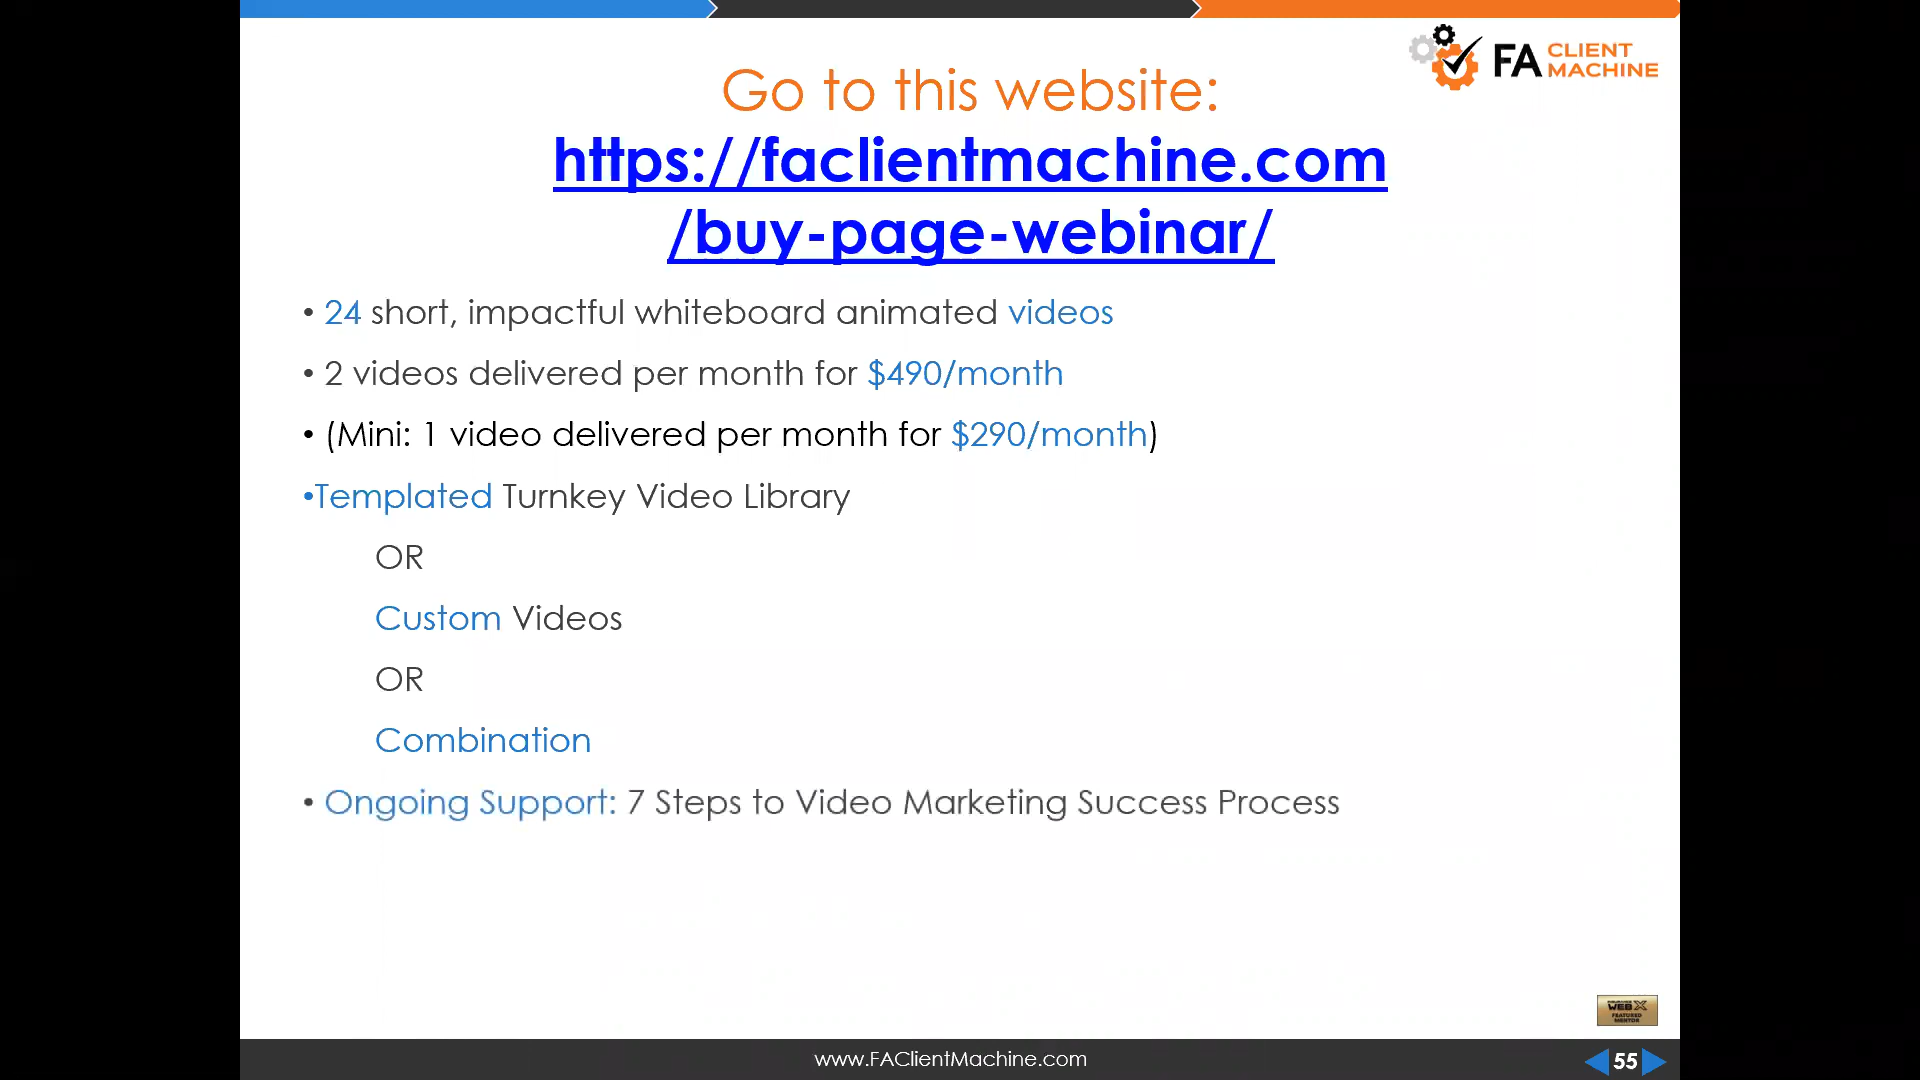 FA CLIENT
MACHINE
Go to this website:
https://faclientmachine.com
/buy-page-webinar/
• 24 short, impactful whiteboard animated videos
• 2 videos delivered per month for $490/month
• (Mini: 1 video delivered per month for $290/month)
•Templated Turnkey Video Library
OR
Custom Videos
OR
Combination
• Ongoing Support: 7 Steps to Video Marketing Success Process
INSURANCE
WEB X
FEATURED
MENTOR
www.FAClientMachine.com
55